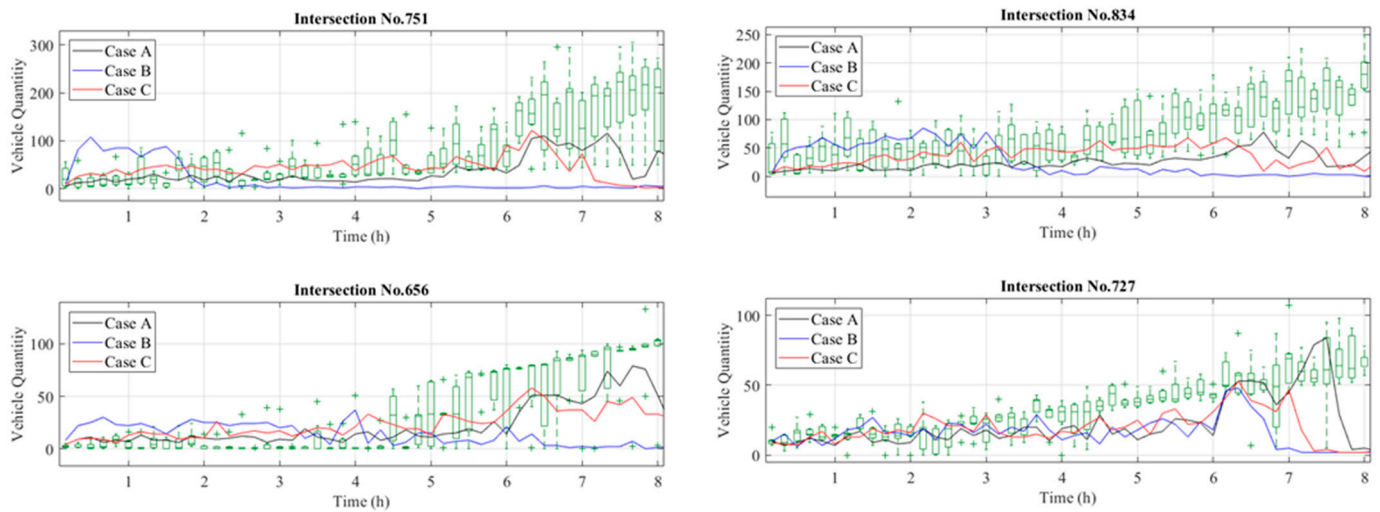 Intersection No.751
Vehicle Quantitiy
300
200
100
0
Case A
Case B
Case C
1 2 3 4 5 6 7 8
Time (h)
Intersection No.834
Vehicle Quantity
250
200
150
100
50
0
Case A
Case B
Case C
1 2 3 4 5 6 7 8
Time (h)
Intersection No.656
Vehicle Quantitiy
100
50
0
Case A
Case B
Case C
1 2 3 4 5 6 7 8
Time (h)
Intersection No.727
Vehicle Quantity
100
50
0
Case A
Case B
Case C
1 2 3 4 5 6 7 8
Time (h)